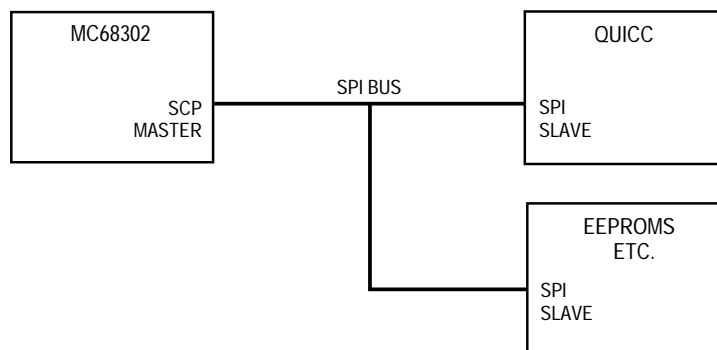 MC68302
SCP
MASTER
SPI BUS
QUICC
SPI
SLAVE
EEPROMS
ETC.
SPI
SLAVE